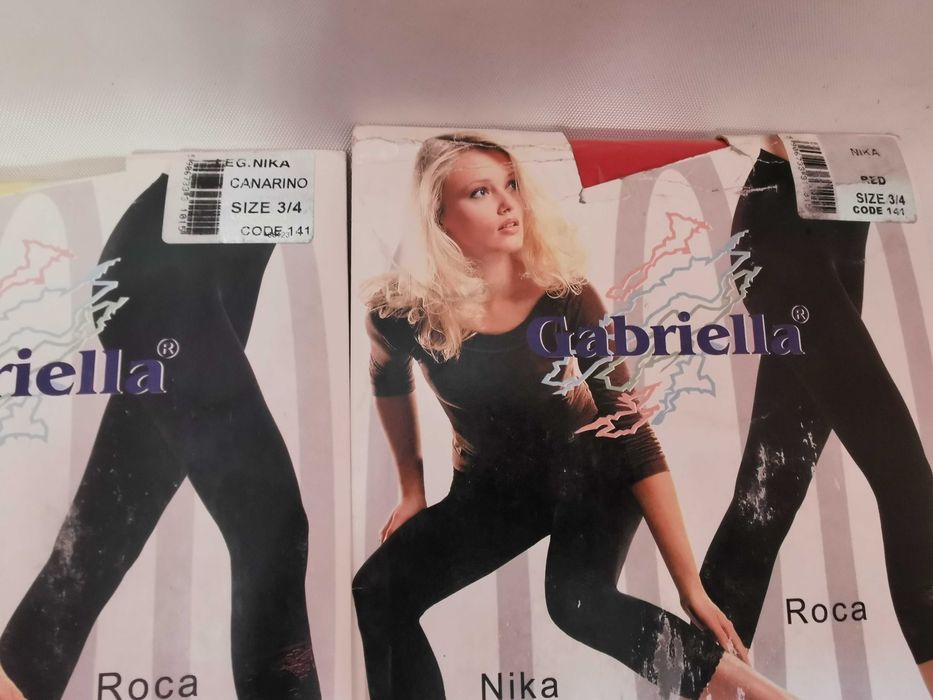 LEG.NIKA
CANARINO
SIZE 3/4
CODE 141
riella®
Roca
NIKA
RED
SIZE 3/4
CODE 141
Gabriella®
Roca
Nika